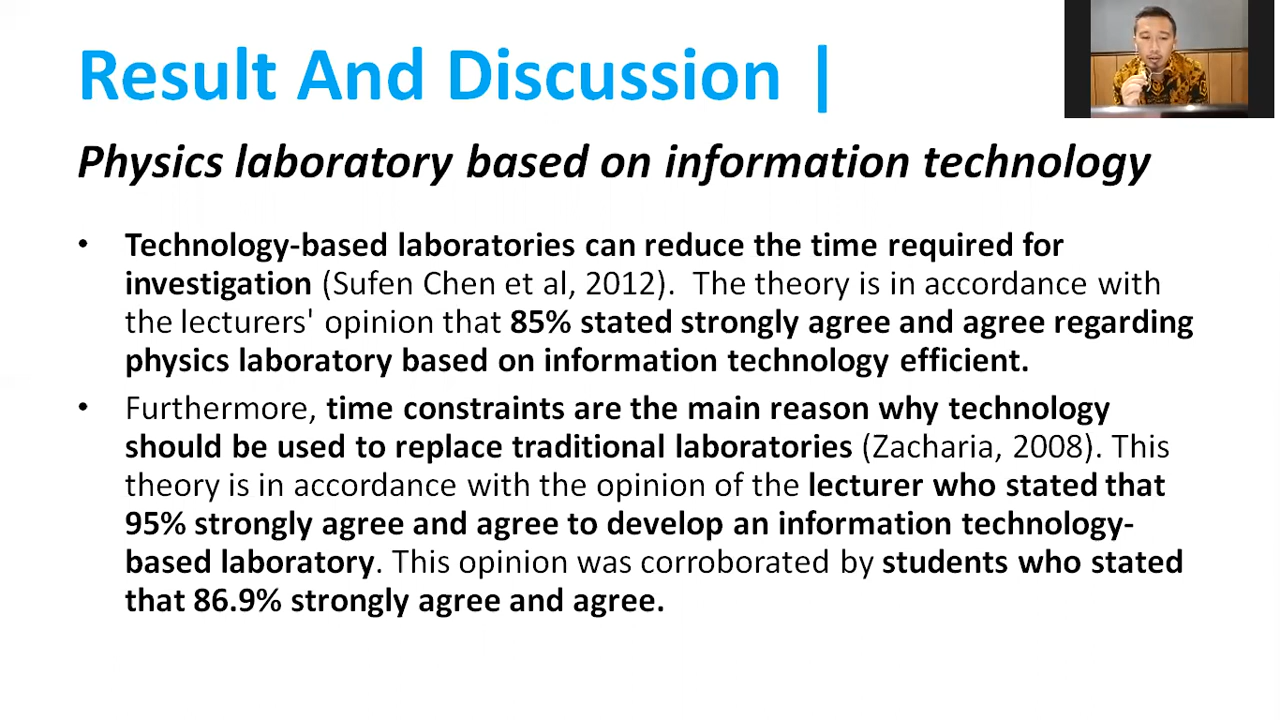 Result And Discussion |
Physics laboratory based on information technology
• Technology-based laboratories can reduce the time required for
investigation (Sufen Chen et al, 2012). The theory is in accordance with
the lecturers' opinion that 85% stated strongly agree and agree regarding
physics laboratory based on information technology efficient.
• Furthermore, time constraints are the main reason why technology
should be used to replace traditional laboratories (Zacharia, 2008). This
theory is in accordance with the opinion of the lecturer who stated that
95% strongly agree and agree to develop an information technology-
based laboratory. This opinion was corroborated by students who stated
that 86.9% strongly agree and agree.